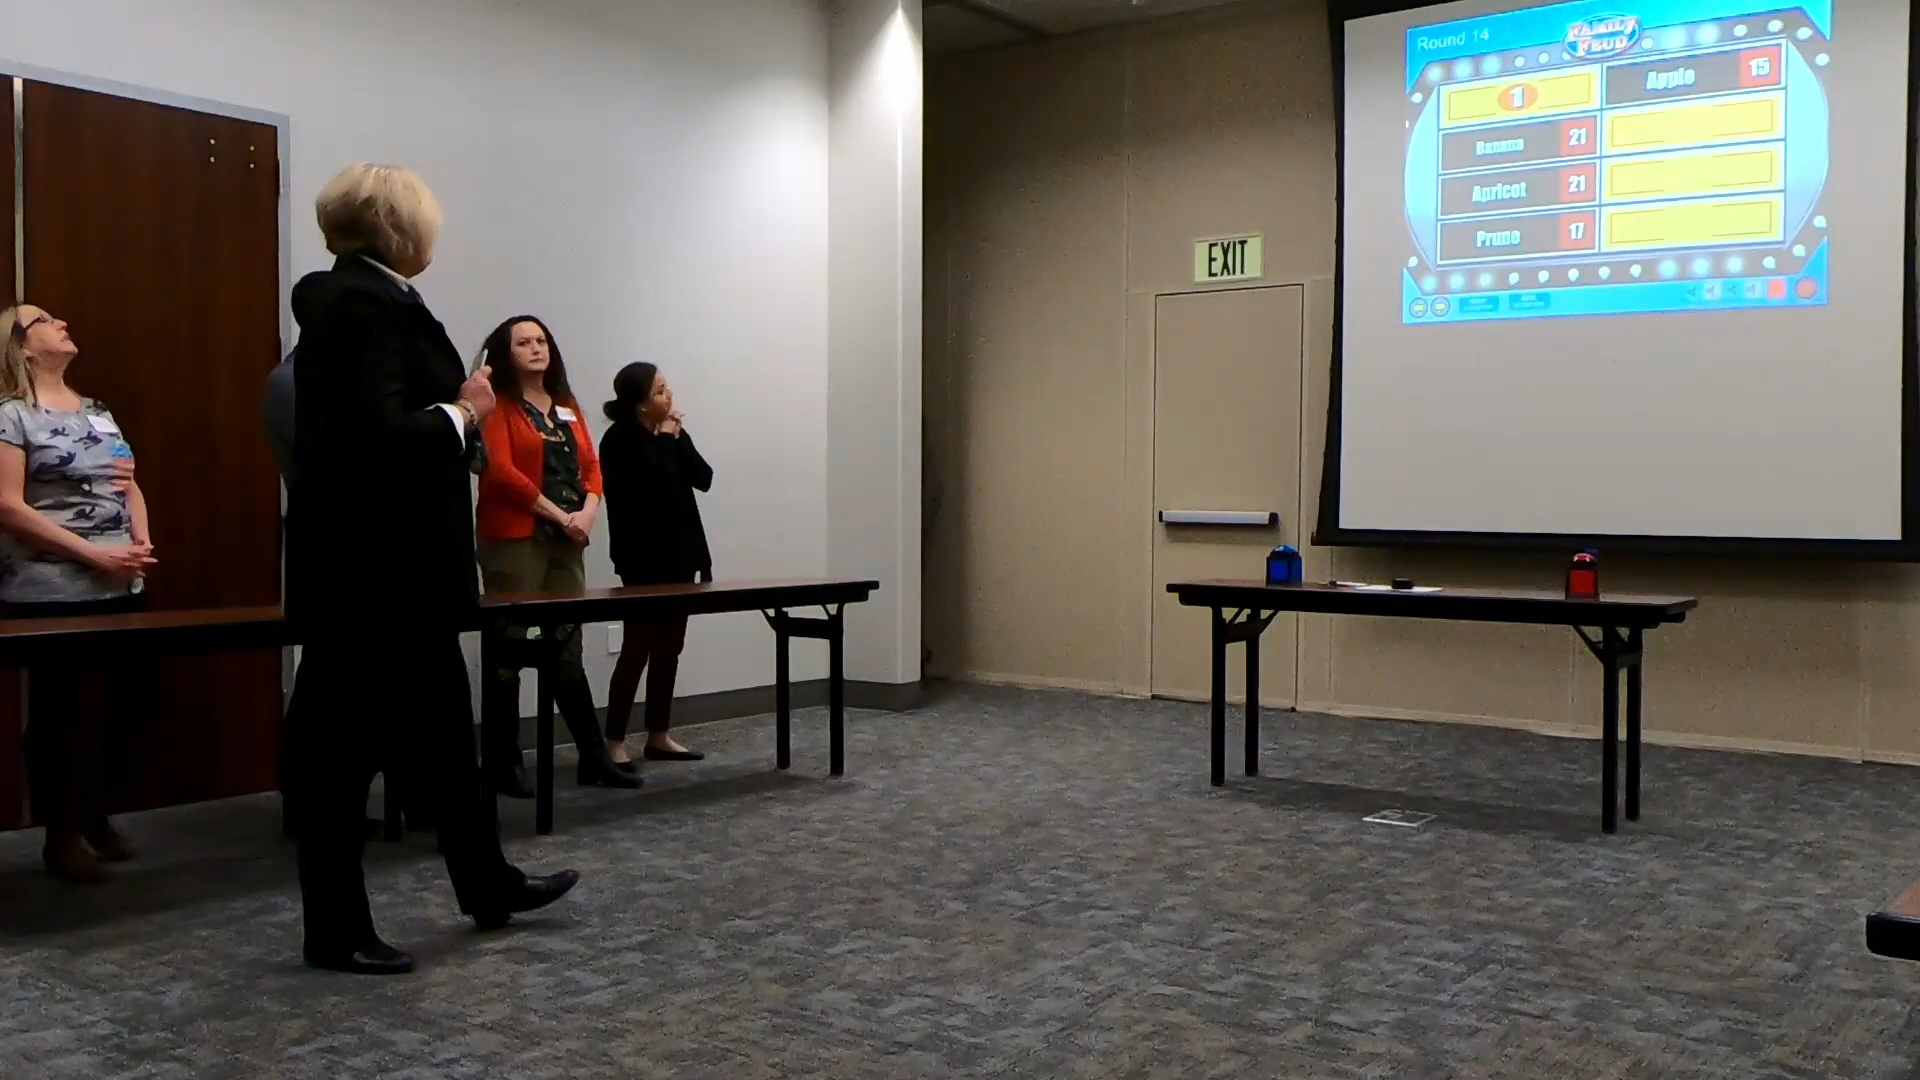 Round 14
FAMILY
FEUD
1
Apple 15
Banana 21
Apricot 21
Prune 17
EXIT